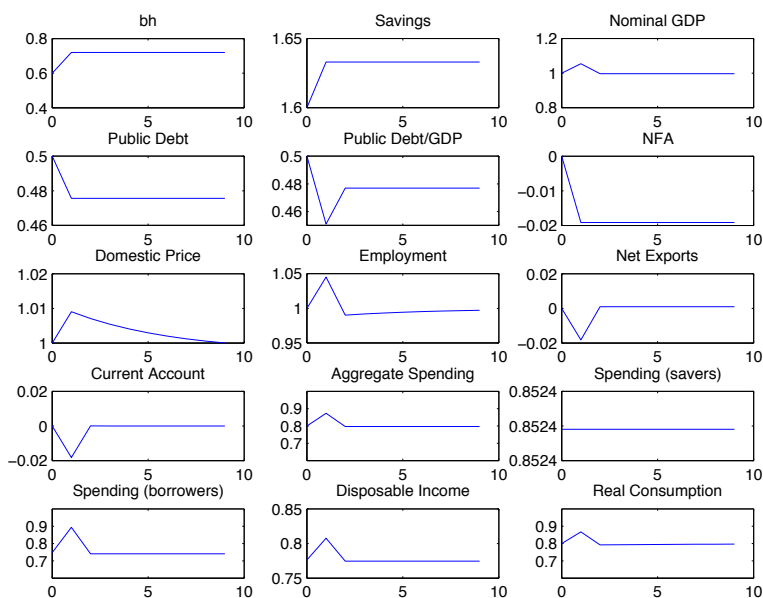 bh Savings Nominal GDP
0.8 1.65 1.2
0.6 1
0.4 1.6 0.8
0 5 10 0 5 10 0 5 10
Public Debt Public Debt/GDP NFA
0.5 0.5 0
0.48 0.48 −0.01
0.46 0.46 −0.02
0 5 10 0 5 10 0 5 10
Domestic Price Employment Net Exports
1.02 1.05 0.02
1.01 1 0
1 0.95 −0.02
0 5 10 0 5 10 0 5 10
Current Account Aggregate Spending Spending (savers)
0.02 0.8524
0.9
0 0.8 0.8524
0.7
−0.02 0.8524
0 5 10 0 5 10 0 5 10
Spending (borrowers) Disposable Income Real Consumption
0.85
0.9 0.9
0.8 0.8 0.8
0.7 0.7
0.75
0 5 10 0 5 10 0 5 10